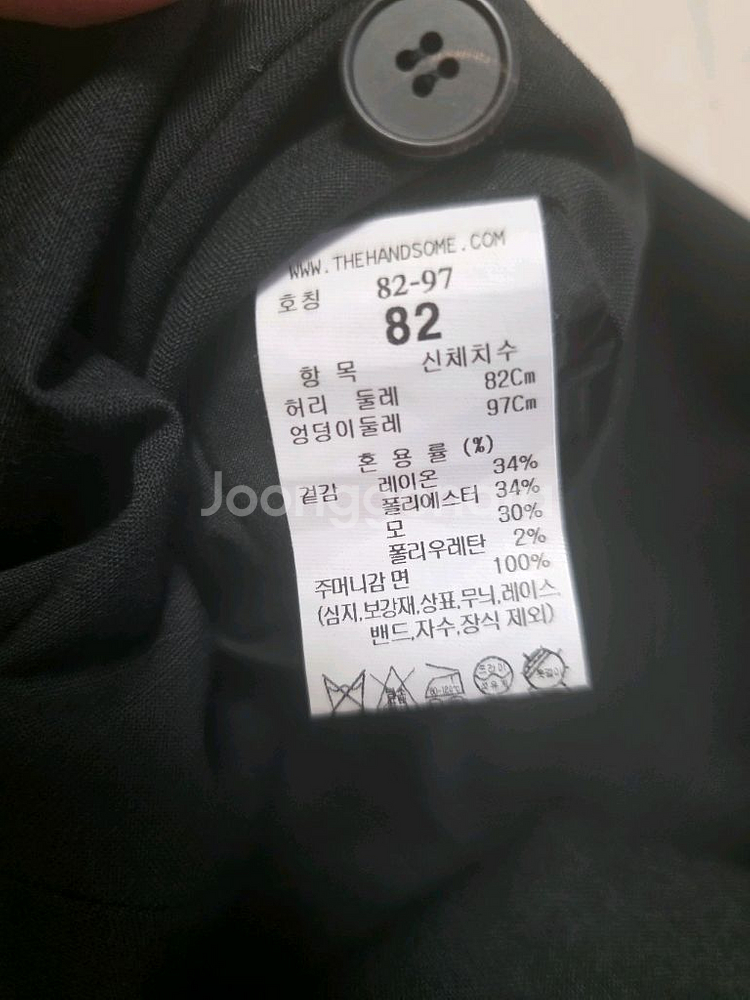 WWW.THEHANDSOME.COM
호칭 82-97
82
항 목 신체치수
허리 둘레 82Cm
엉덩이둘레 97Cm
혼 용 률 (%)
겉감 레이온 34%
폴리에스터 34%
모 30%
폴리우레탄 2%
주머니감 면 100%
(심지,보강재,상표,무늬,레이스
밴드,자수,장식 제외)